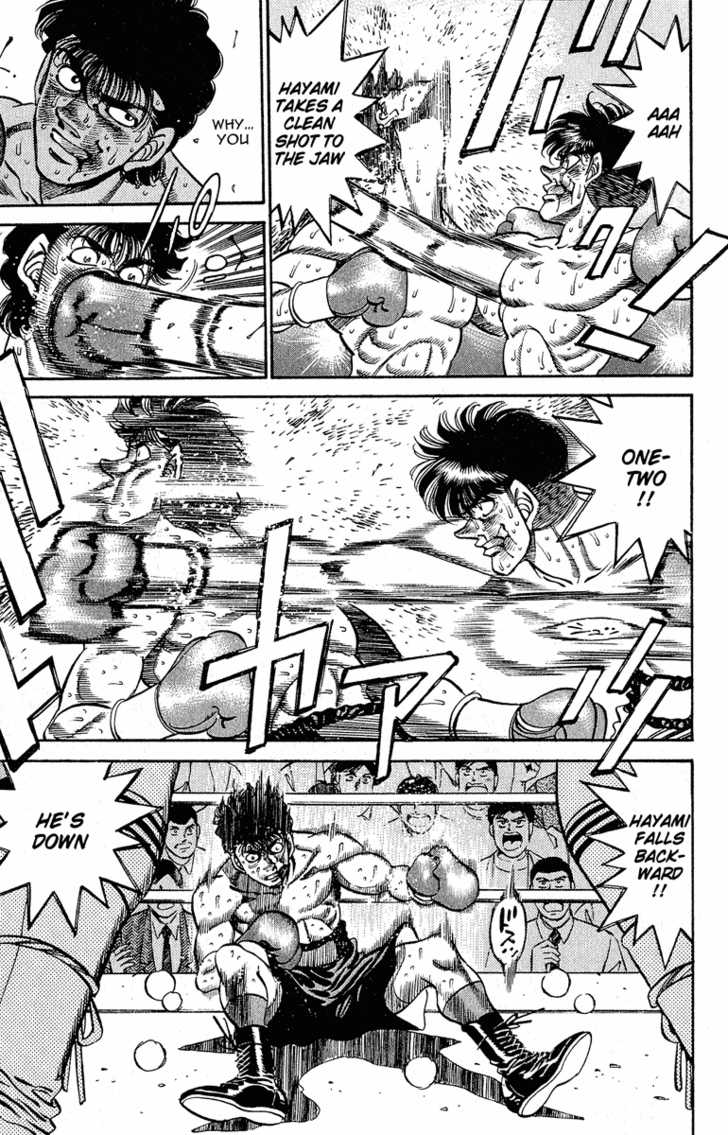 AAA
AAH
HAYAMI
TAKES A
CLEAN
SHOT TO
THE JAW
WHY...
YOU
ONE-
TWO
!!
HAYAMI
FALLS
BACK-
WARD
!!
HE'S
DOWN